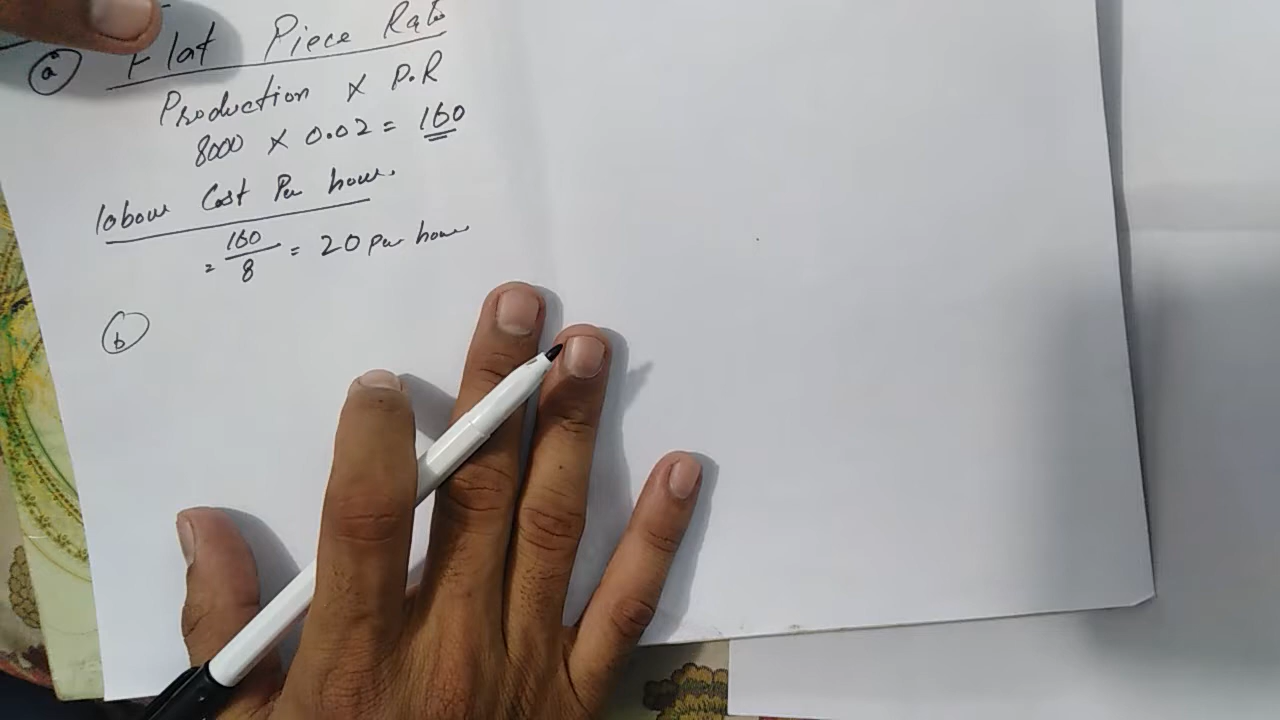 (a) Flat Piece Rate
Production × P.R
8000 × 0.02 = 160
labour Cost Per hour.
= 160/8 = 20 per hour
(b)